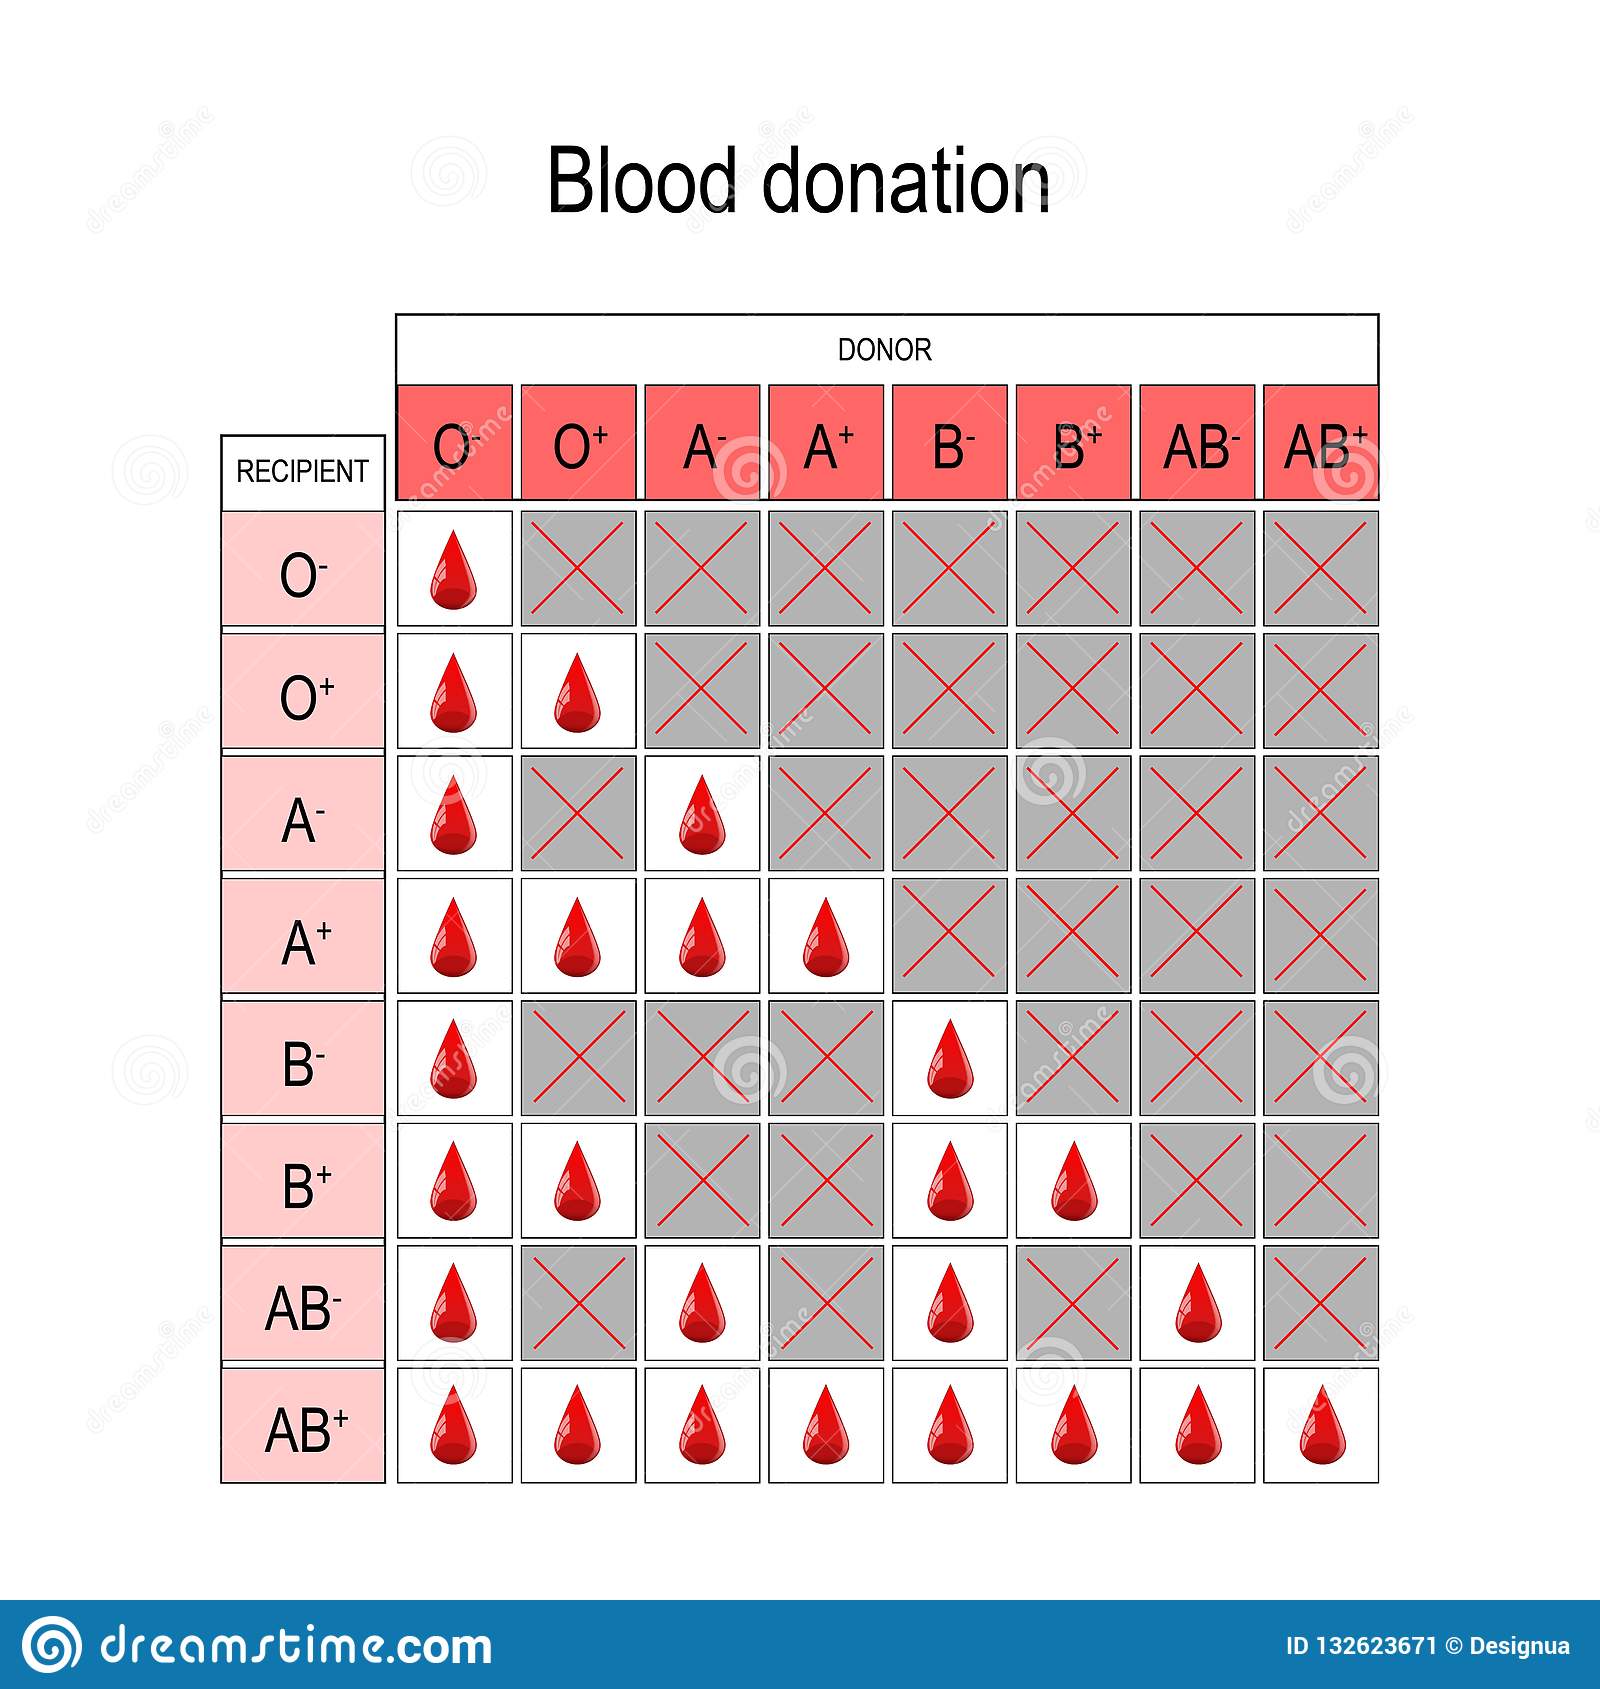 Blood donation
DONOR
O- O+ A- A+ B- B+ AB- AB+
RECIPIENT
O-
O+
A-
A+
B-
B+
AB-
AB+
dreamstime.com
ID 132623671 © Designua